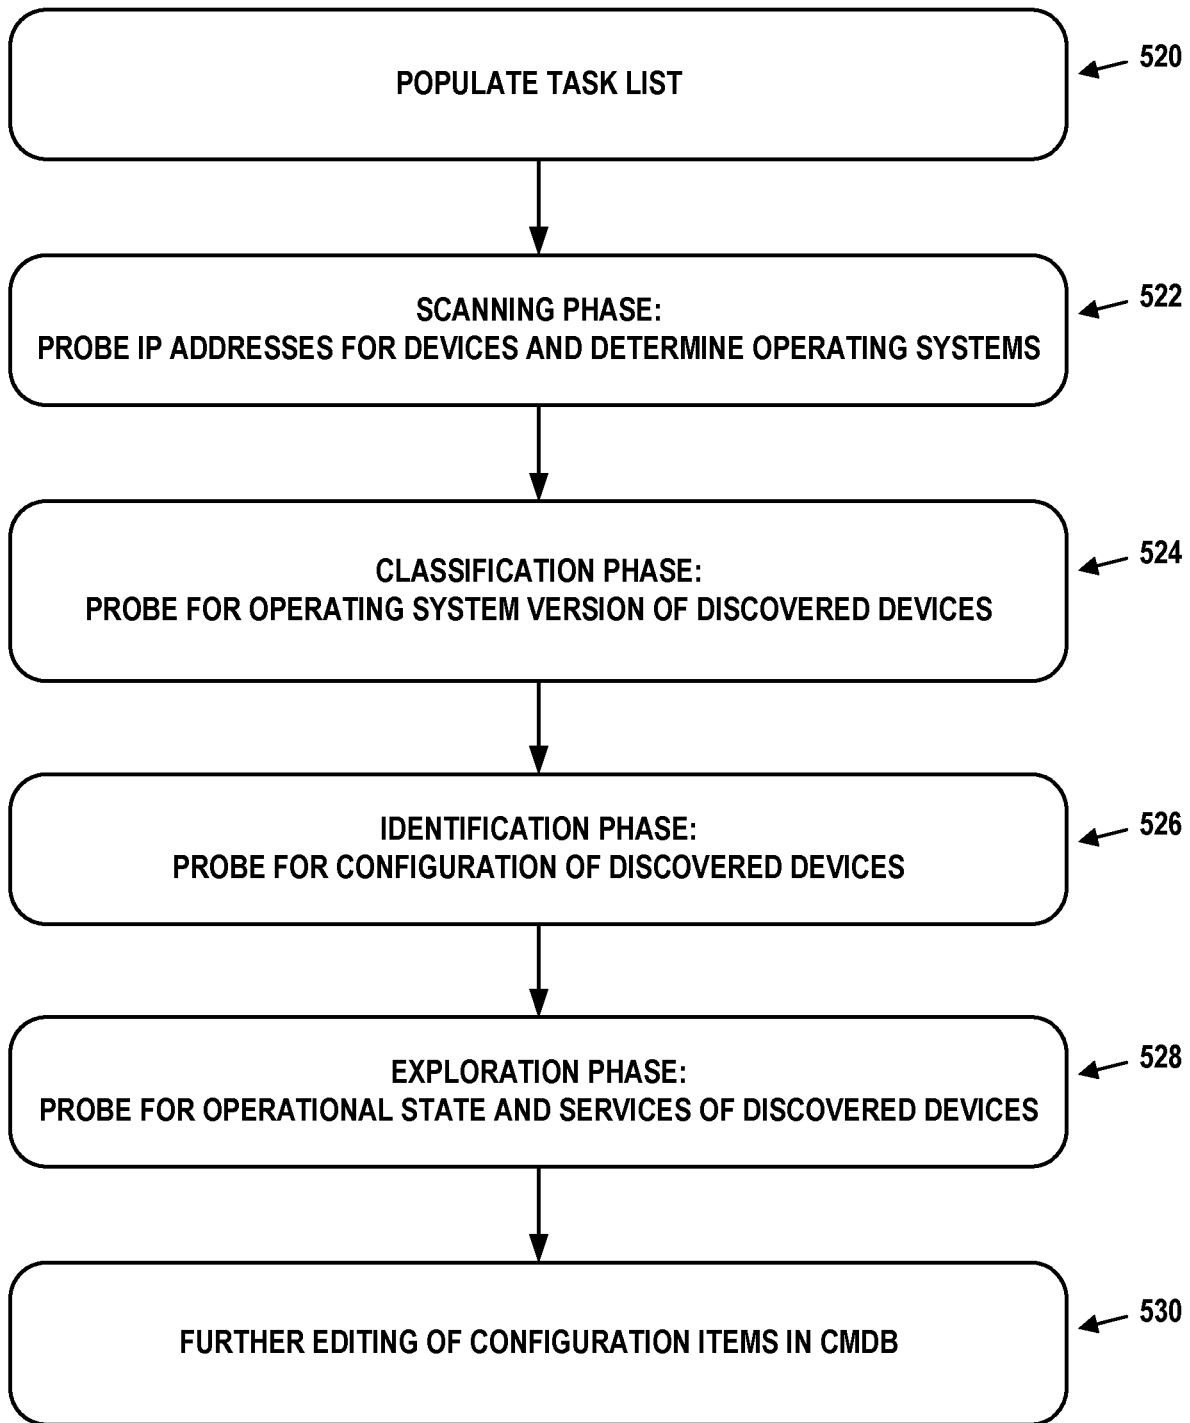 POPULATE TASK LIST
520
SCANNING PHASE:
PROBE IP ADDRESSES FOR DEVICES AND DETERMINE OPERATING SYSTEMS
522
CLASSIFICATION PHASE:
PROBE FOR OPERATING SYSTEM VERSION OF DISCOVERED DEVICES
524
IDENTIFICATION PHASE:
PROBE FOR CONFIGURATION OF DISCOVERED DEVICES
526
EXPLORATION PHASE:
PROBE FOR OPERATIONAL STATE AND SERVICES OF DISCOVERED DEVICES
528
FURTHER EDITING OF CONFIGURATION ITEMS IN CMDB
530